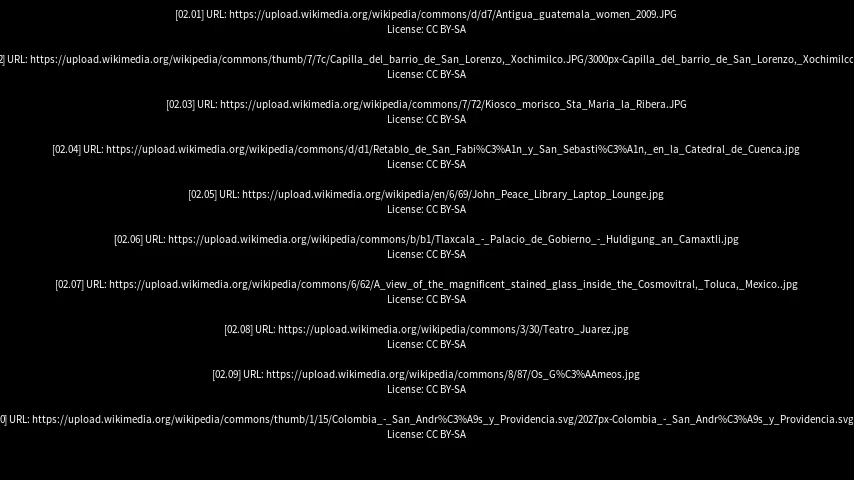 [02.01] URL: https://upload.wikimedia.org/wikipedia/commons/d/d7/Antigua_guatemala_women_2009.JPG
License: CC BY-SA
2] URL: https://upload.wikimedia.org/wikipedia/commons/thumb/7/7c/Capilla_del_barrio_de_San_Lorenzo,_Xochimilco.JPG/3000px-Capilla_del_barrio_de_San_Lorenzo,_Xochimilco
License: CC BY-SA
[02.03] URL: https://upload.wikimedia.org/wikipedia/commons/7/72/Kiosco_morisco_Sta_Maria_la_Ribera.JPG
License: CC BY-SA
[02.04] URL: https://upload.wikimedia.org/wikipedia/commons/d/d1/Retablo_de_San_Fabi%C3%A1n_y_San_Sebasti%C3%A1n,_en_la_Catedral_de_Cuenca.jpg
License: CC BY-SA
[02.05] URL: https://upload.wikimedia.org/wikipedia/en/6/69/John_Peace_Library_Laptop_Lounge.jpg
License: CC BY-SA
[02.06] URL: https://upload.wikimedia.org/wikipedia/commons/b/b1/Tlaxcala_-_Palacio_de_Gobierno_-_Huldigung_an_Camaxtli.jpg
License: CC BY-SA
[02.07] URL: https://upload.wikimedia.org/wikipedia/commons/6/62/A_view_of_the_magnificent_stained_glass_inside_the_Cosmovitral,_Toluca,_Mexico..jpg
License: CC BY-SA
[02.08] URL: https://upload.wikimedia.org/wikipedia/commons/3/30/Teatro_Juarez.jpg
License: CC BY-SA
[02.09] URL: https://upload.wikimedia.org/wikipedia/commons/8/87/Os_G%C3%AAmeos.jpg
License: CC BY-SA
0] URL: https://upload.wikimedia.org/wikipedia/commons/thumb/1/15/Colombia_-_San_Andr%C3%A9s_y_Providencia.svg/2027px-Colombia_-_San_Andr%C3%A9s_y_Providencia.svg
License: CC BY-SA